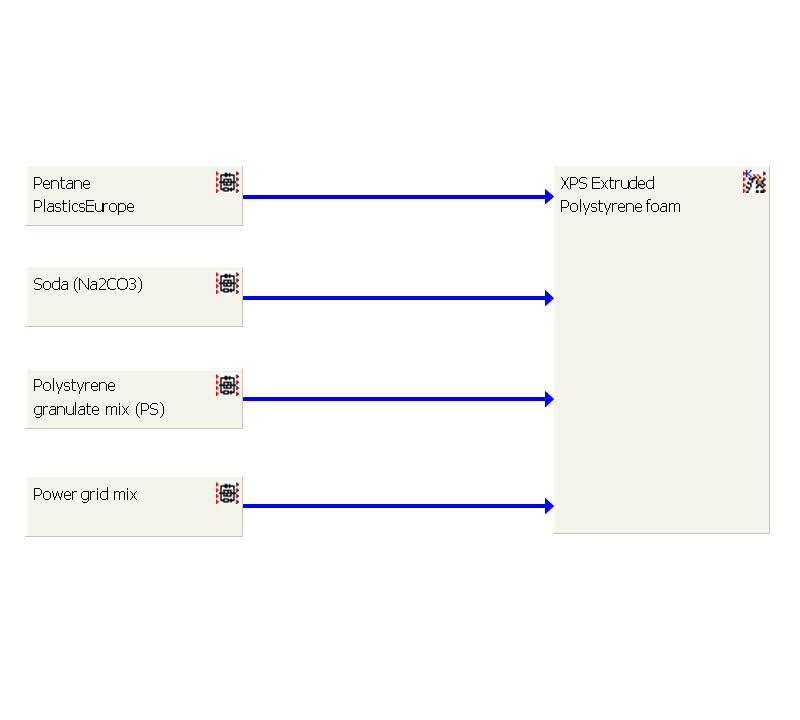 Pentane
PlasticsEurope
XPS Extruded
Polystyrene foam
Soda (Na2CO3)
Polystyrene
granulate mix (PS)
Power grid mix